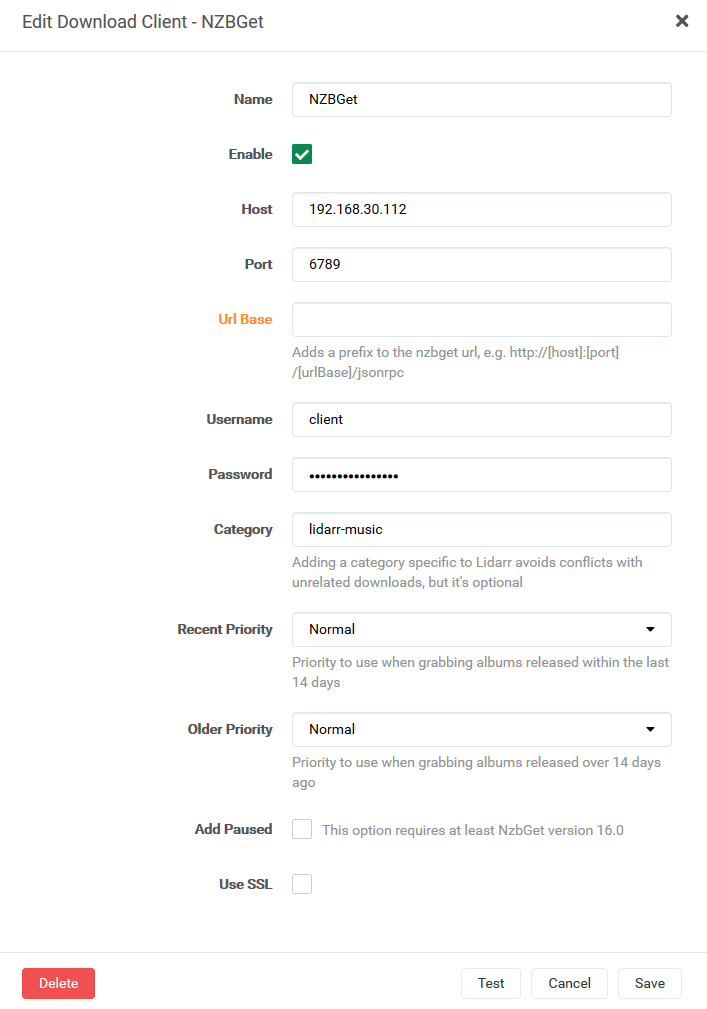 Edit Download Client - NZBGet
Name
NZBGet
Enable
Host
192.168.30.112
Port
6789
Url Base
Adds a prefix to the nzbget url, e.g. http://[host]:[port]
/[urlBase]/jsonrpc
Username
client
Password
••••••••••••••••
Category
lidarr-music
Adding a category specific to Lidarr avoids conflicts with
unrelated downloads, but it's optional
Recent Priority
Normal
Priority to use when grabbing albums released within the last
14 days
Older Priority
Normal
Priority to use when grabbing albums released over 14 days
ago
Add Paused
This option requires at least NzbGet version 16.0
Use SSL
Delete
Test
Cancel
Save